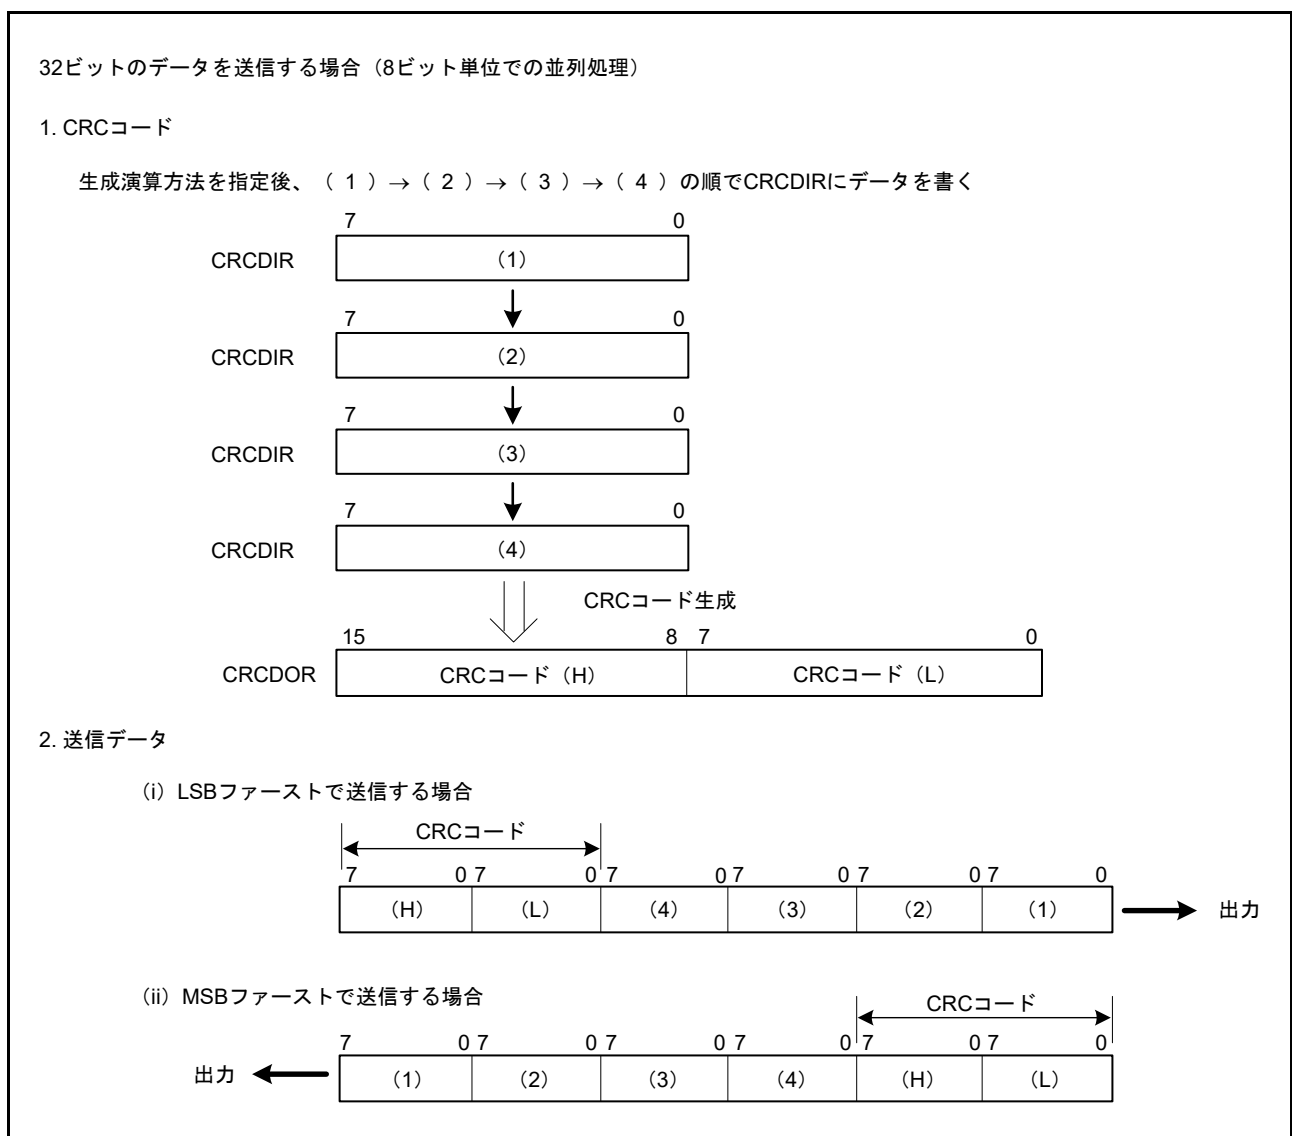 32ビットのデータを送信する場合（8ビット単位での並列処理）
1. CRCコード
生成演算方法を指定後、（ 1 ）→（ 2 ）→（ 3 ）→（ 4 ）の順でCRCDIRにデータを書く
7 0
CRCDIR （1）
7 0
CRCDIR （2）
7 0
CRCDIR （3）
7 0
CRCDIR （4）
CRCコード生成
15 8 7 0
CRCDOR CRCコード（H） CRCコード（L）
2. 送信データ
（i）LSBファーストで送信する場合
CRCコード
7 0 7 0 7 0 7 0 7 0 7 0
（H） （L） （4） （3） （2） （1） 出力
（ii）MSBファーストで送信する場合
CRCコード
7 0 7 0 7 0 7 0 7 0 7 0
出力 （1） （2） （3） （4） （H） （L）